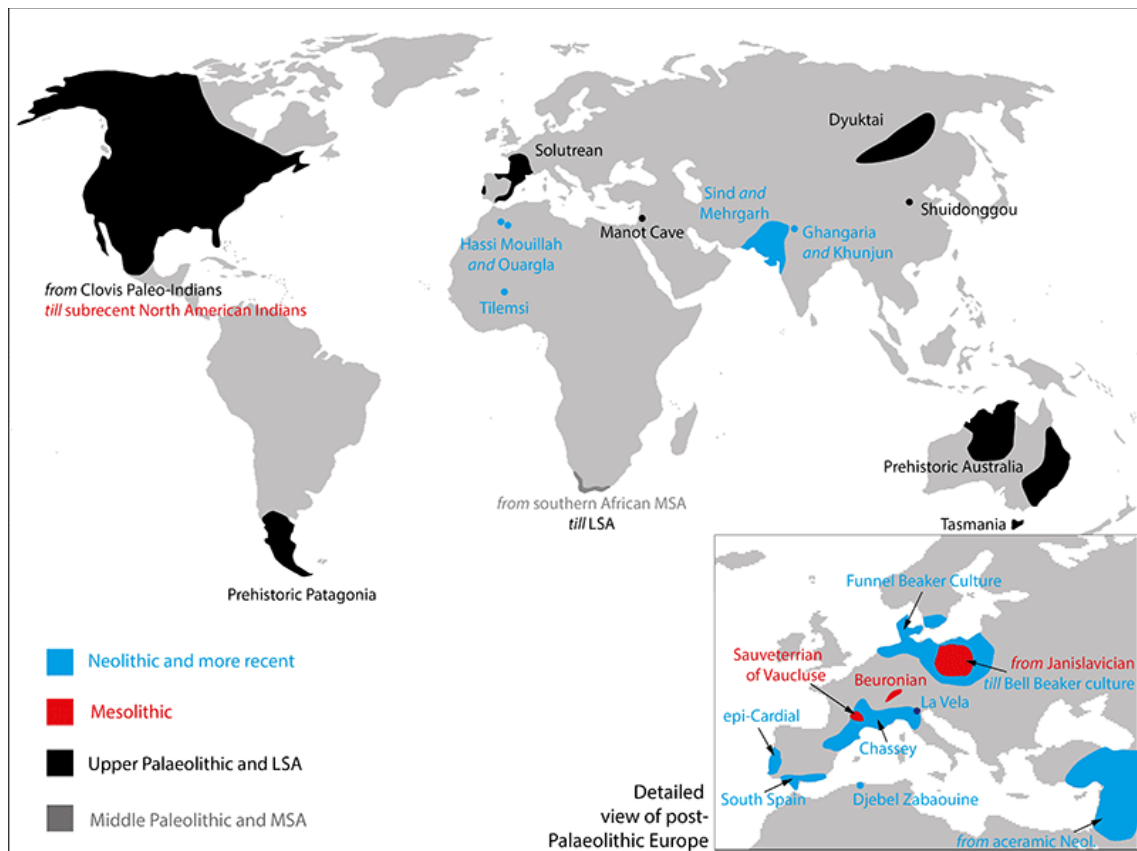 Dyuktai
Solutrean
Sind and
Mehrgarh
Shuidonggou
Manot Cave
Hassi Mouillah
and Ouargla
Ghangaria
and Khunjun
from Clovis Paleo-Indians
till subrecent North American Indians
Tilemsi
Prehistoric Australia
from southern African MSA
till LSA
Tasmania
Prehistoric Patagonia
Funnel Beaker Culture
Sauveterrian
of Vaucluse
Beuronian
from Janislavician
till Bell Beaker culture
La Vela
epi-Cardial
Chassey
South Spain
Djebel Zabaouine
from aceramic Neol.
Detailed
view of post-
Palaeolithic Europe
Neolithic and more recent
Mesolithic
Upper Palaeolithic and LSA
Middle Paleolithic and MSA